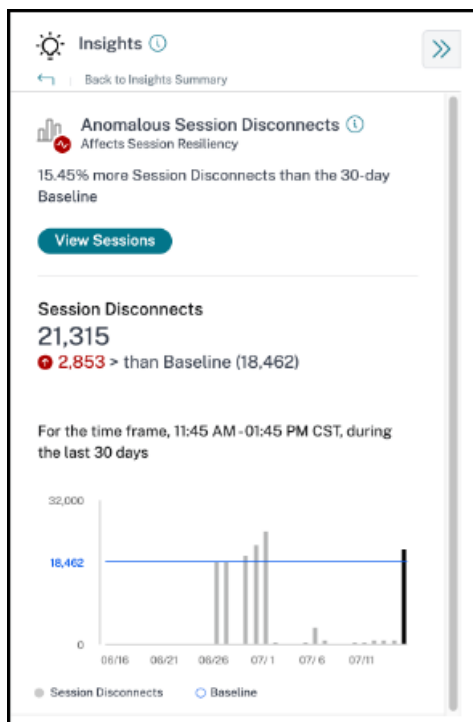 Insights
Back to Insights Summary
Anomalous Session Disconnects
Affects Session Resiliency
15.45% more Session Disconnects than the 30-day
Baseline
View Sessions
Session Disconnects
21,315
2,853 > than Baseline (18,462)
For the time frame, 11:45 AM - 01:45 PM CST, during
the last 30 days
32,000
18,462
0
06/16 06/21 06/26 07/1 07/6 07/11
Session Disconnects Baseline